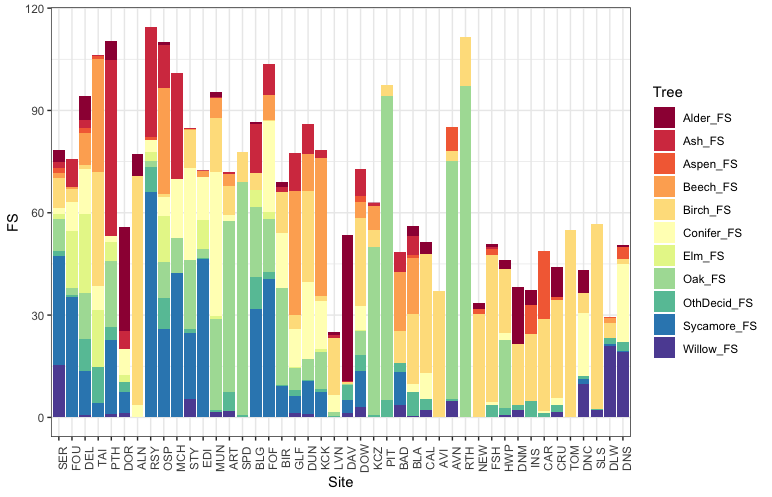 120
90
60
30
0
FS
SER FOU DEL TAI PTH DOR ALN RSY OSP MCH STY EDI MUN ART SPD BLG FOF BIR GLF DUN KCK LVN DAV DOW KCZ PIT BAD BLA CAL AVI AVN RTH NEW FSH HWP DNM INS CAR CRU TOM DNC SLS DLW DNS
Site
Tree
Alder_FS
Ash_FS
Aspen_FS
Beech_FS
Birch_FS
Conifer_FS
Elm_FS
Oak_FS
OthDecid_FS
Sycamore_FS
Willow_FS